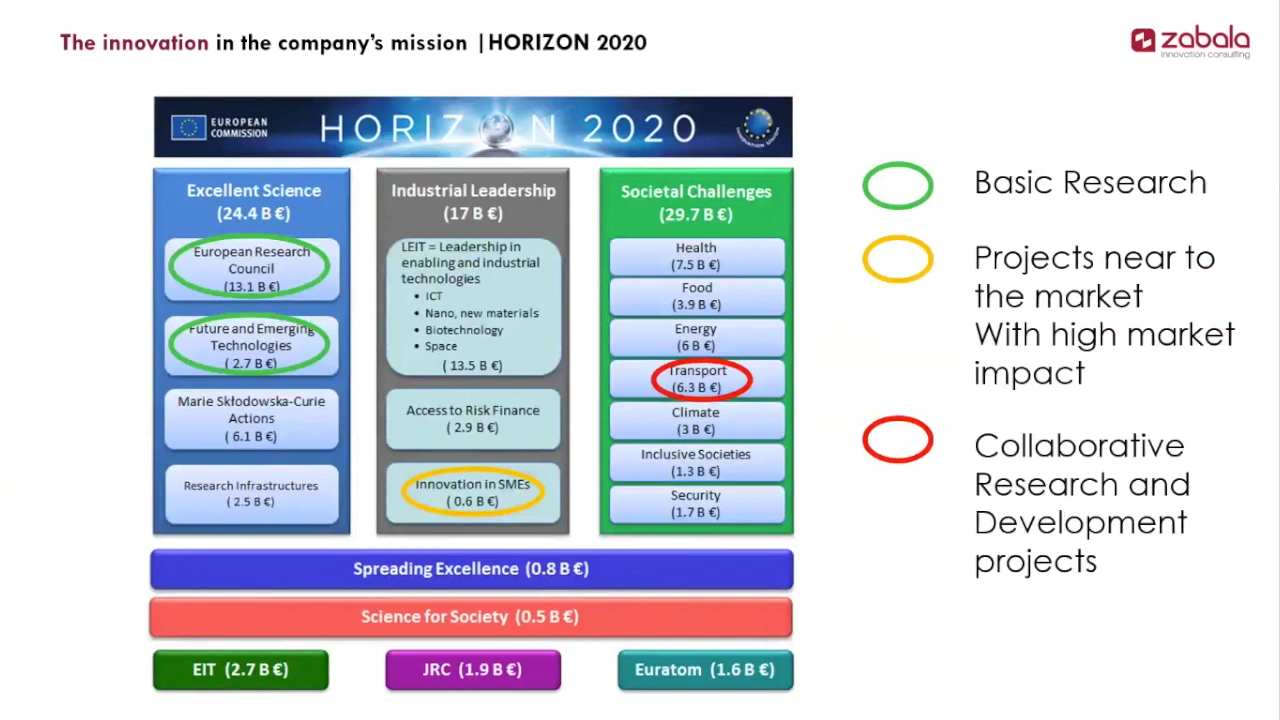 The innovation in the company's mission |HORIZON 2020
zabala
innovation consulting
EUROPEAN
COMMISSION
HORIZON 2020
INNOVATION UNION
Excellent Science
(24.4 B €)
European Research
Council
(13.1 B €)
Future and Emerging
Technologies
( 2.7 B €)
Marie Skłodowska-Curie
Actions
( 6.1 B €)
Research Infrastructures
( 2.5 B €)
Industrial Leadership
(17 B €)
LEIT = Leadership in
enabling and industrial
technologies
• ICT
• Nano, new materials
• Biotechnology
• Space
( 13.5 B €)
Access to Risk Finance
( 2.9 B €)
Innovation in SMEs
( 0.6 B €)
Societal Challenges
(29.7 B €)
Health
(7.5 B €)
Food
(3.9 B €)
Energy
(6 B €)
Transport
(6.3 B €)
Climate
(3 B €)
Inclusive Societies
(1.3 B €)
Security
(1.7 B €)
Spreading Excellence (0.8 B €)
Science for Society (0.5 B €)
EIT (2.7 B €)
JRC (1.9 B €)
Euratom (1.6 B €)
Basic Research
Projects near to
the market
With high market
impact
Collaborative
Research and
Development
projects